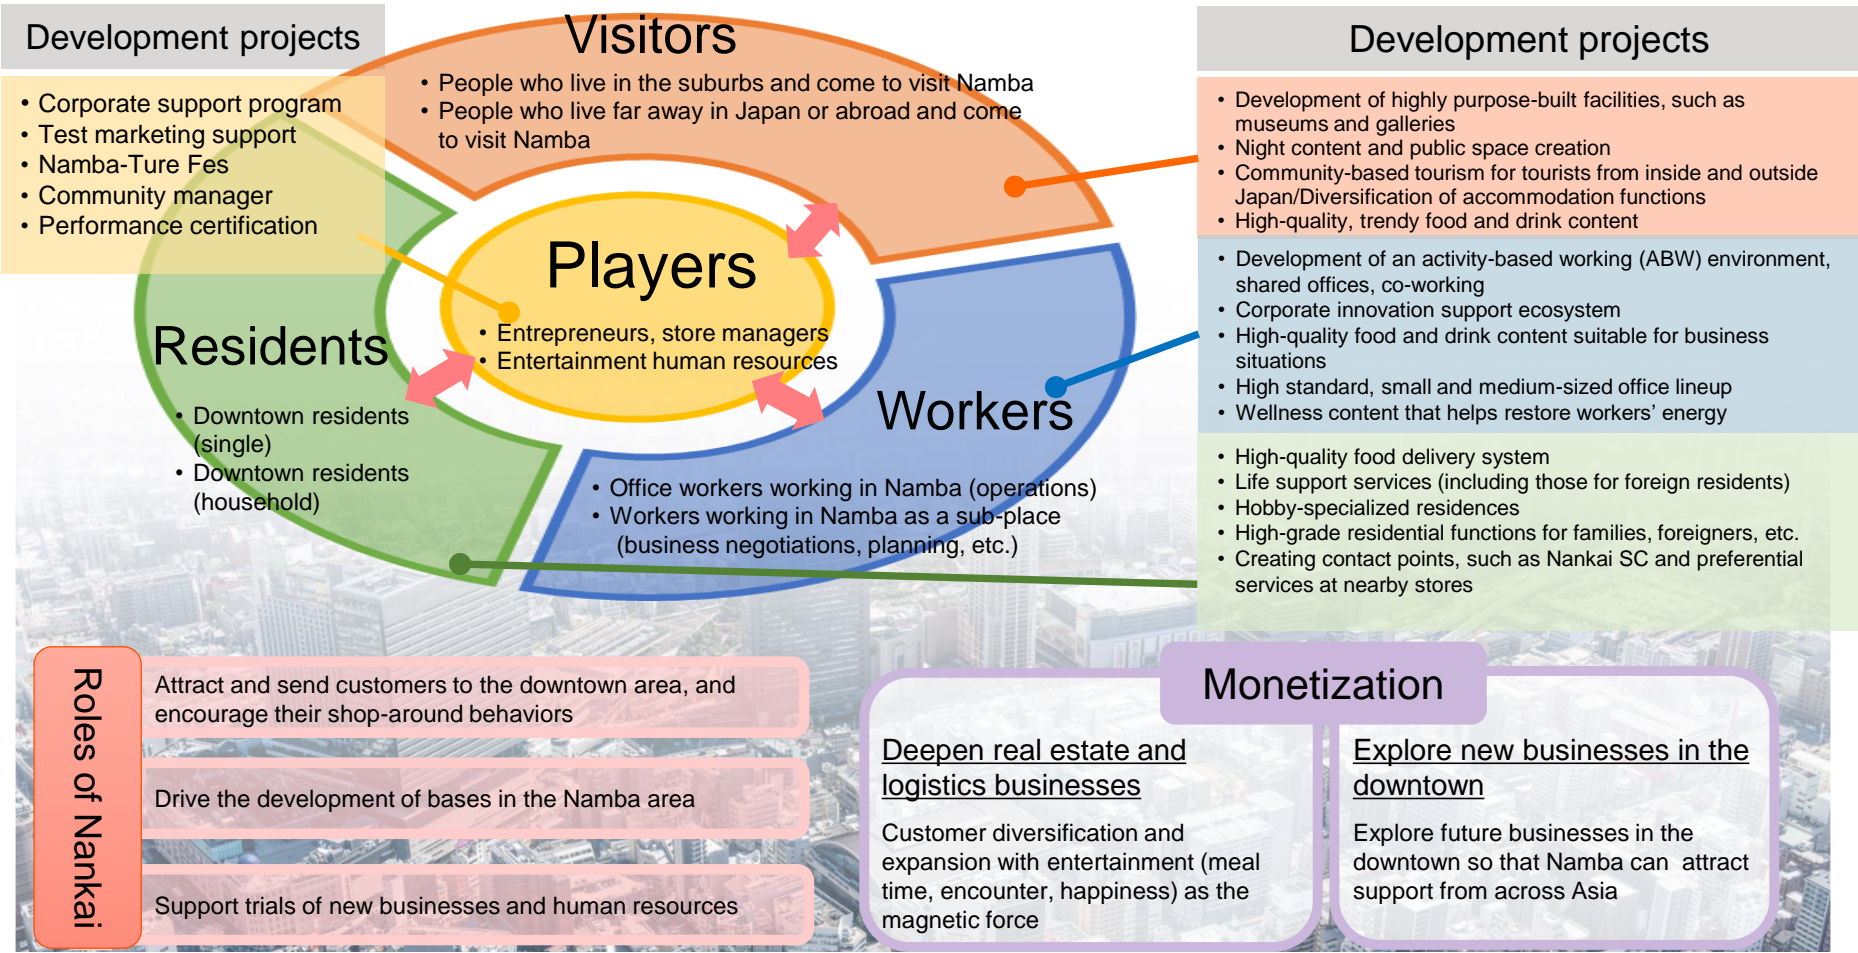 Development projects
• Corporate support program
• Test marketing support
• Namba-Ture Fes
• Community manager
• Performance certification
Visitors
• People who live in the suburbs and come to visit Namba
• People who live far away in Japan or abroad and come
to visit Namba
Players
• Entrepreneurs, store managers
• Entertainment human resources
Residents
• Downtown residents
(single)
• Downtown residents
(household)
Workers
• Office workers working in Namba (operations)
• Workers working in Namba as a sub-place
(business negotiations, planning, etc.)
Development projects
• Development of highly purpose-built facilities, such as
museums and galleries
• Night content and public space creation
• Community-based tourism for tourists from inside and outside
Japan/Diversification of accommodation functions
• High-quality, trendy food and drink content
• Development of an activity-based working (ABW) environment,
shared offices, co-working
• Corporate innovation support ecosystem
• High-quality food and drink content suitable for business
situations
• High standard, small and medium-sized office lineup
• Wellness content that helps restore workers’ energy
• High-quality food delivery system
• Life support services (including those for foreign residents)
• Hobby-specialized residences
• High-grade residential functions for families, foreigners, etc.
• Creating contact points, such as Nankai SC and preferential
services at nearby stores
Roles of Nankai
Attract and send customers to the downtown area, and
encourage their shop-around behaviors
Drive the development of bases in the Namba area
Support trials of new businesses and human resources
Monetization
Deepen real estate and
logistics businesses
Customer diversification and
expansion with entertainment (meal
time, encounter, happiness) as the
magnetic force
Explore new businesses in the
downtown
Explore future businesses in the
downtown so that Namba can attract
support from across Asia